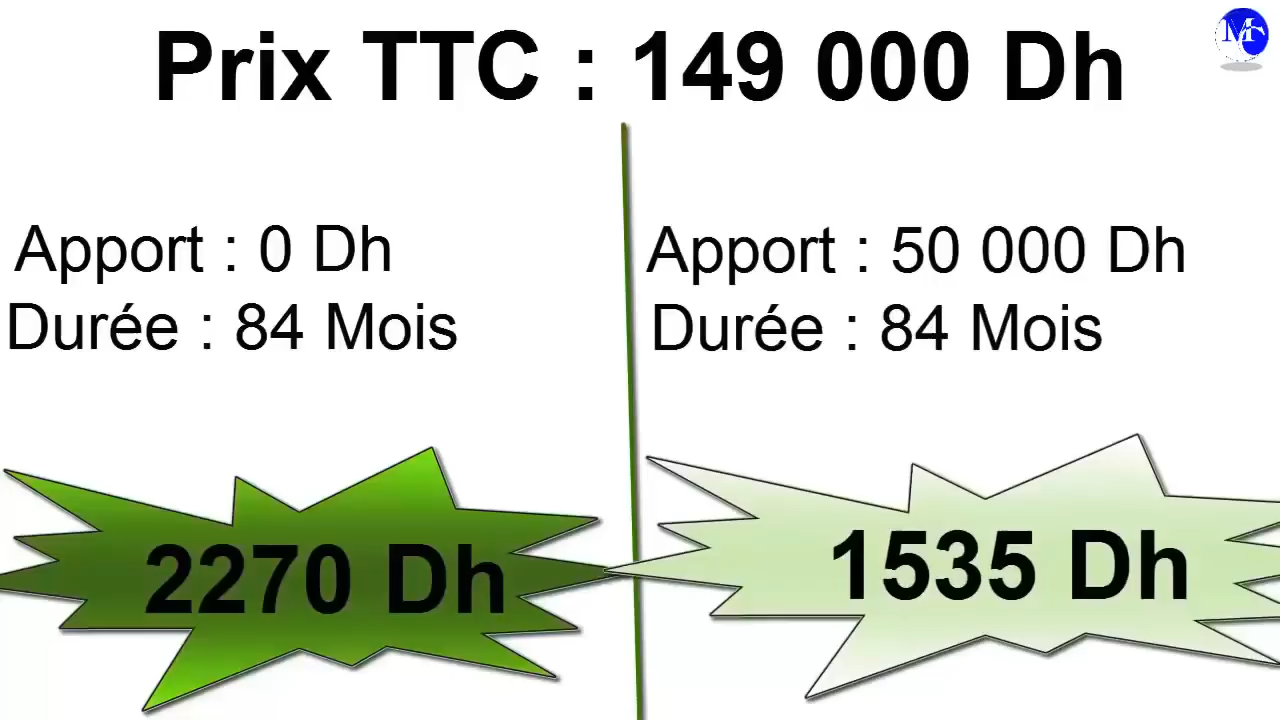 Prix TTC : 149 000 Dh
Apport : 0 Dh
Durée : 84 Mois
2270 Dh
Apport : 50 000 Dh
Durée : 84 Mois
1535 Dh